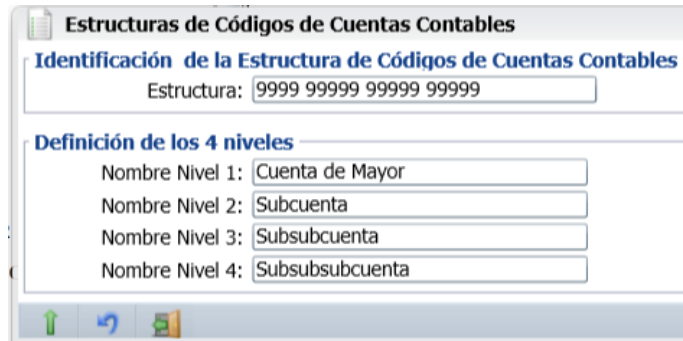 Estructuras de Códigos de Cuentas Contables
Identificación de la Estructura de Códigos de Cuentas Contables
Estructura: 9999 99999 99999 99999
Definición de los 4 niveles
Nombre Nivel 1: Cuenta de Mayor
Nombre Nivel 2: Subcuenta
Nombre Nivel 3: Subsubcuenta
Nombre Nivel 4: Subsubsubcuenta